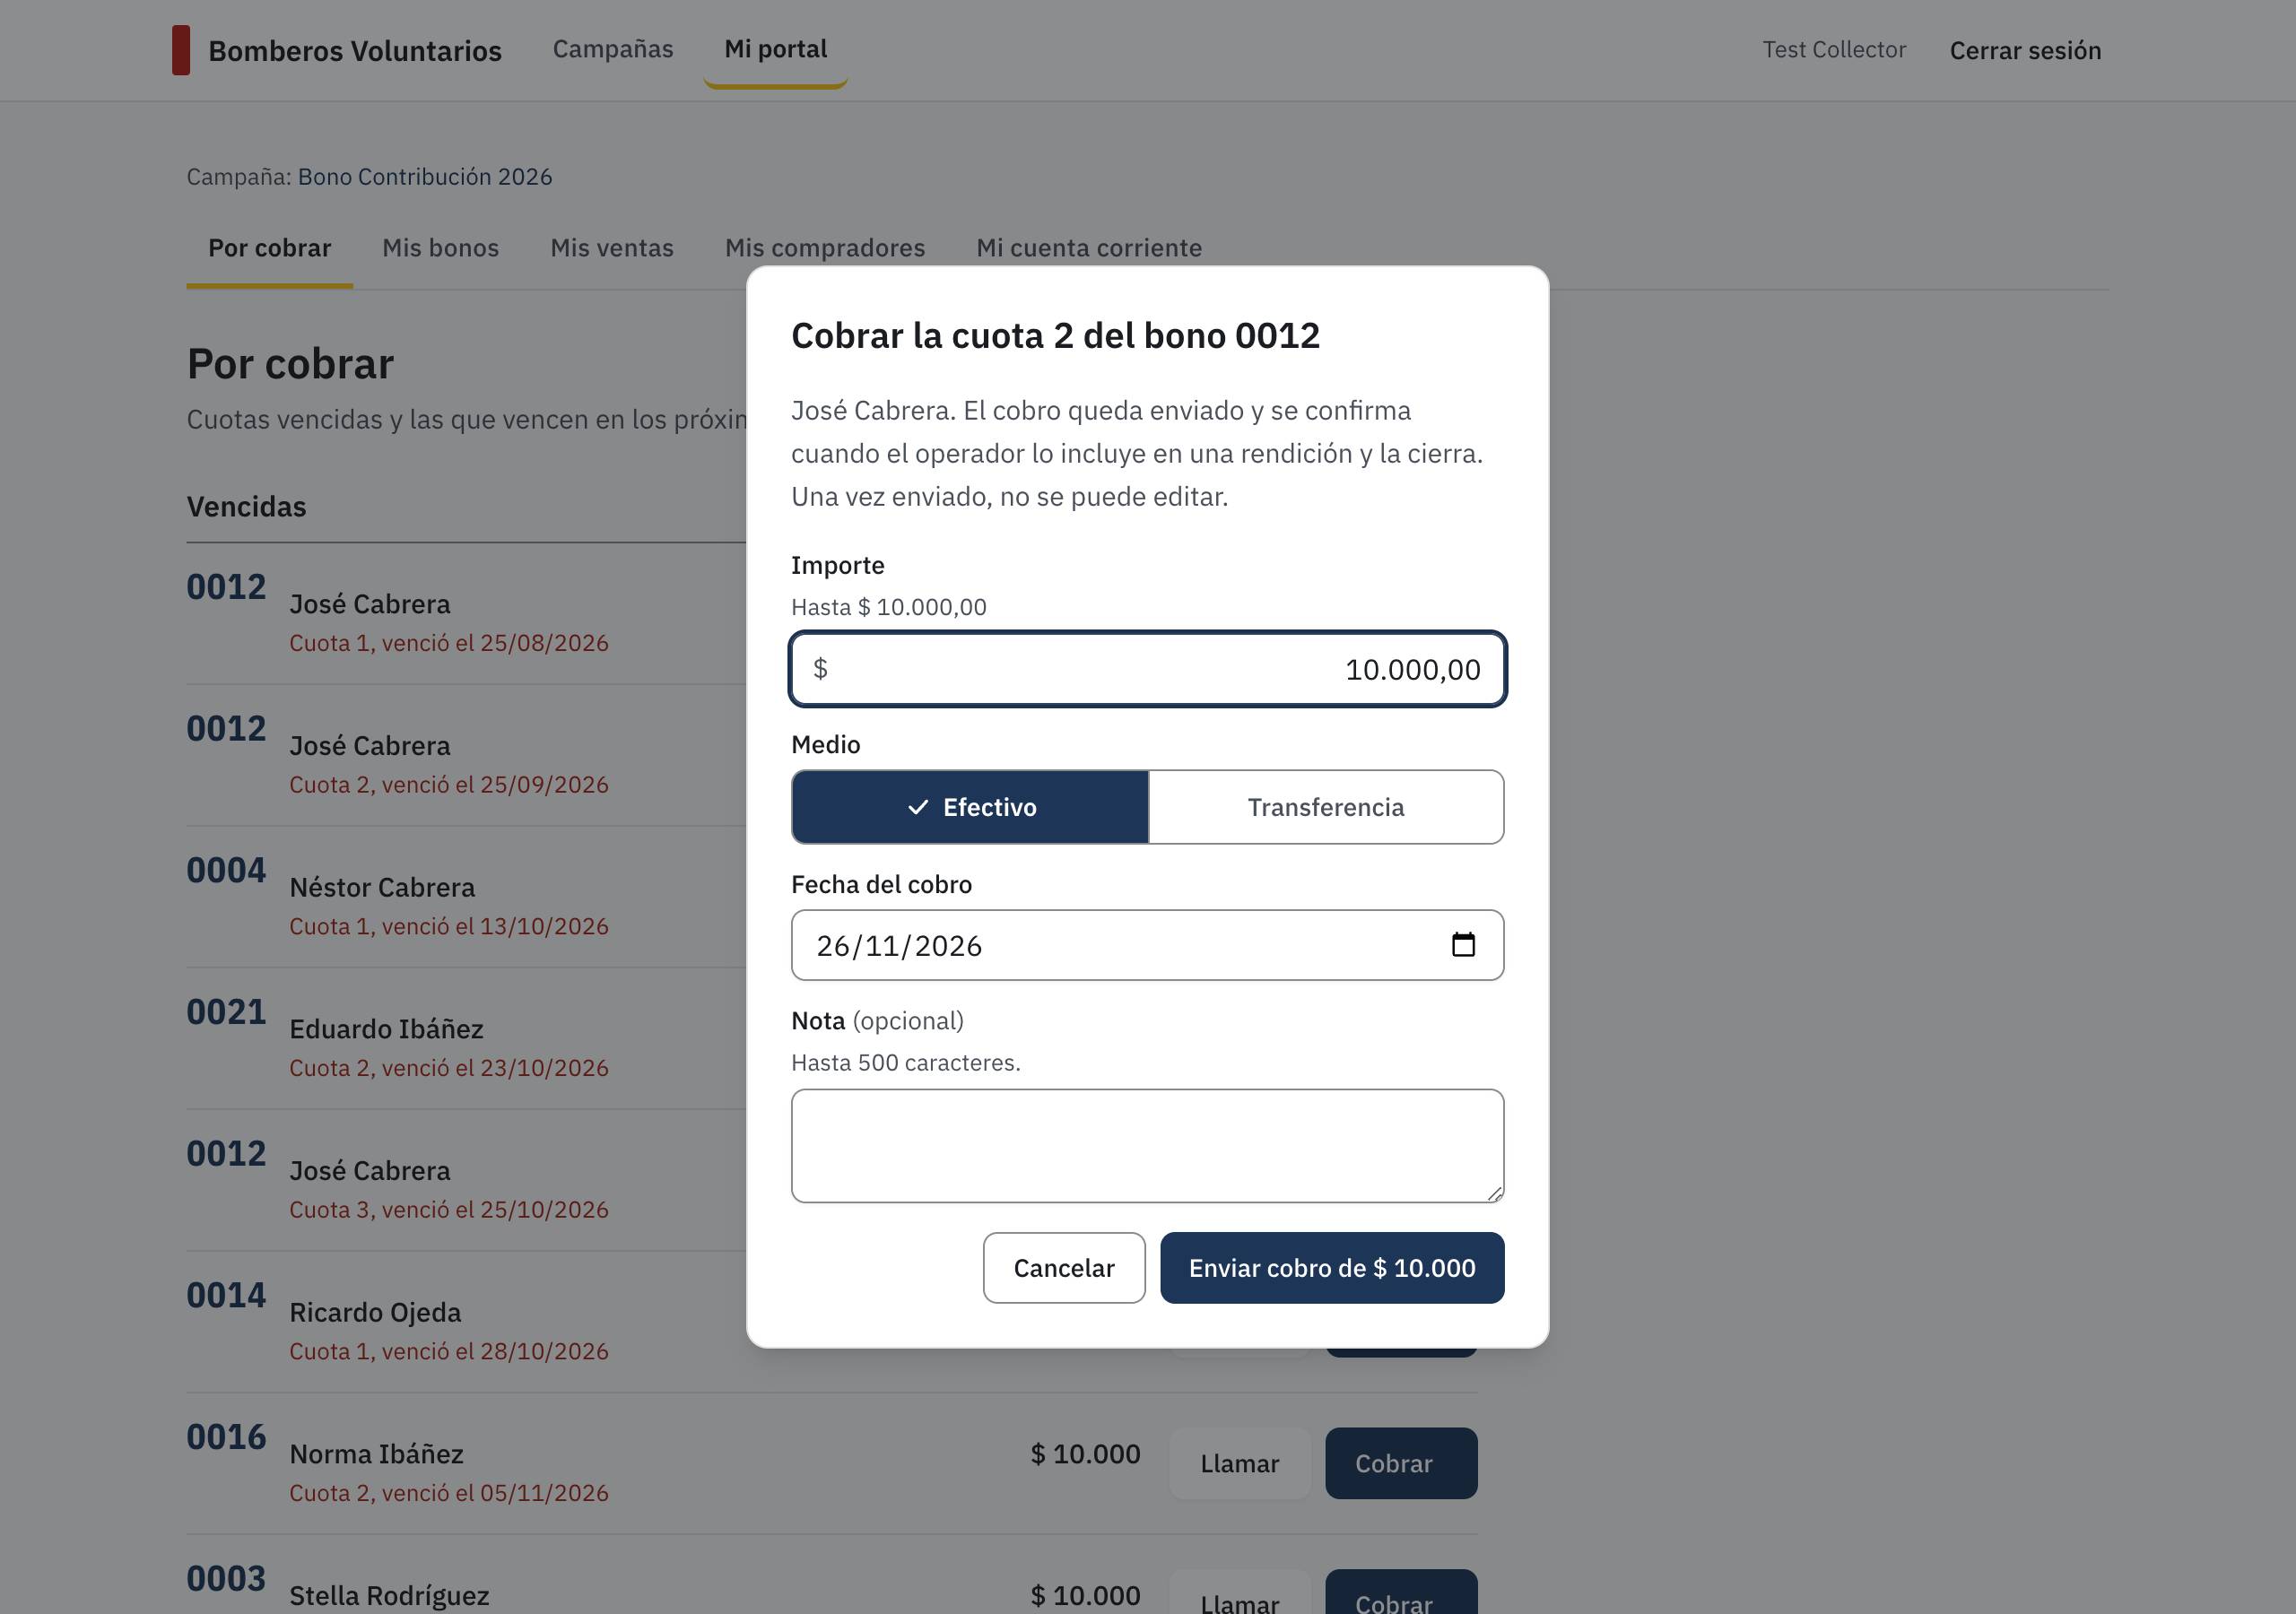 Bomberos Voluntarios
Campañas
Mi portal
Test Collector
Cerrar sesión
Campaña: Bono Contribución 2026
Por cobrar
Mis bonos
Mis ventas
Mis compradores
Mi cuenta corriente
Por cobrar
Cuotas vencidas y las que vencen en los
Vencidas
0012
José Cabrera
Cuota 1, venció el 25/08/2026
0012
José Cabrera
Cuota 2, venció el 25/09/2026
0004
Néstor Cabrera
Cuota 1, venció el 13/10/2026
0021
Eduardo Ibáñez
Cuota 2, venció el 23/10/2026
0012
José Cabrera
Cuota 3, venció el 25/10/2026
0014
Ricardo Ojeda
Cuota 1, venció el 28/10/2026
0016
Norma Ibáñez
Cuota 2, venció el 05/11/2026
$ 10.000
Llamar
Cobrar
0003
Stella Rodríguez
$ 10.000
Llamar
Cobrar
Cobrar la cuota 2 del bono 0012
José Cabrera. El cobro queda enviado y se confirma
cuando el operador lo incluye en una rendición y la cierra.
Una vez enviado, no se puede editar.
Importe
Hasta $ 10.000,00
$ 10.000,00
Medio
Efectivo
Transferencia
Fecha del cobro
26/11/2026
Nota (opcional)
Hasta 500 caracteres.
Cancelar
Enviar cobro de $ 10.000